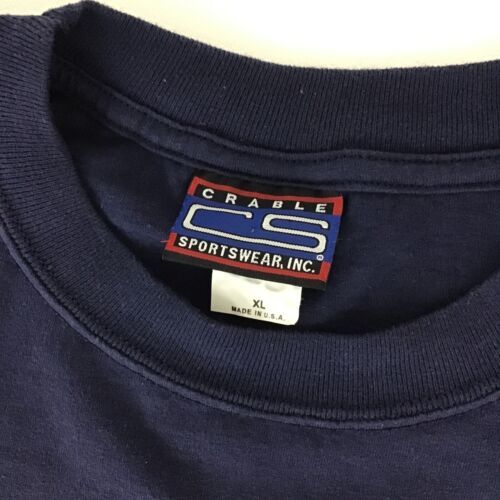 CRABLE
CS®
SPORTSWEAR, INC.
XL
MADE IN U.S.A.